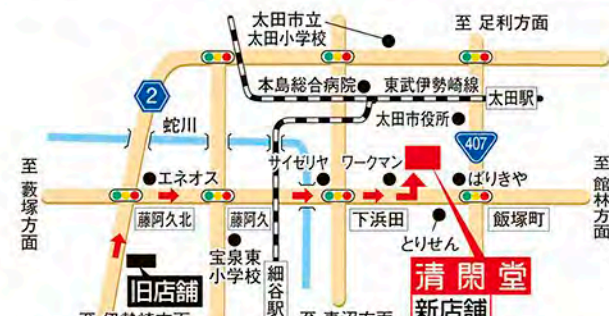 太田市立
太田小学校
至 足利方面
本島総合病院
東武伊勢崎線
太田駅
2
太田市役所
407
蛇川
サイゼリヤ
ワークマン
至 藪塚方面
エネオス
ばりきや
至 館林方面
藤阿久北
藤阿久
下浜田
飯塚町
とりせん
宝泉東
小学校
細谷駅
旧店舗
清閑堂
新店舗